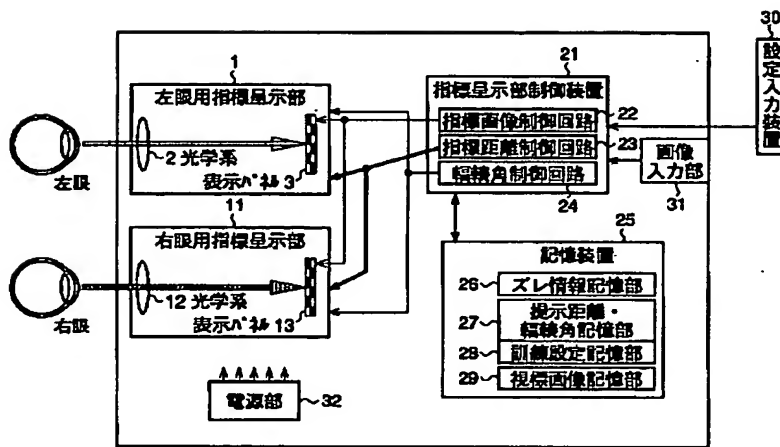 1
左眼用指標呈示部
2 光学系
表示パネル 3
左眼
11
右眼用指標呈示部
12 光学系
表示パネル 13
右眼
電源部
32
21
指標呈示部制御装置
指標画像制御回路
22
指標距離制御回路
23
輻輳角制御回路
24
30
設定入力装置
画像
入力部
31
25
記憶装置
26
ズレ情報記憶部
27
提示距離・
輻輳角記憶部
28
訓練設定記憶部
29
視標画像記憶部